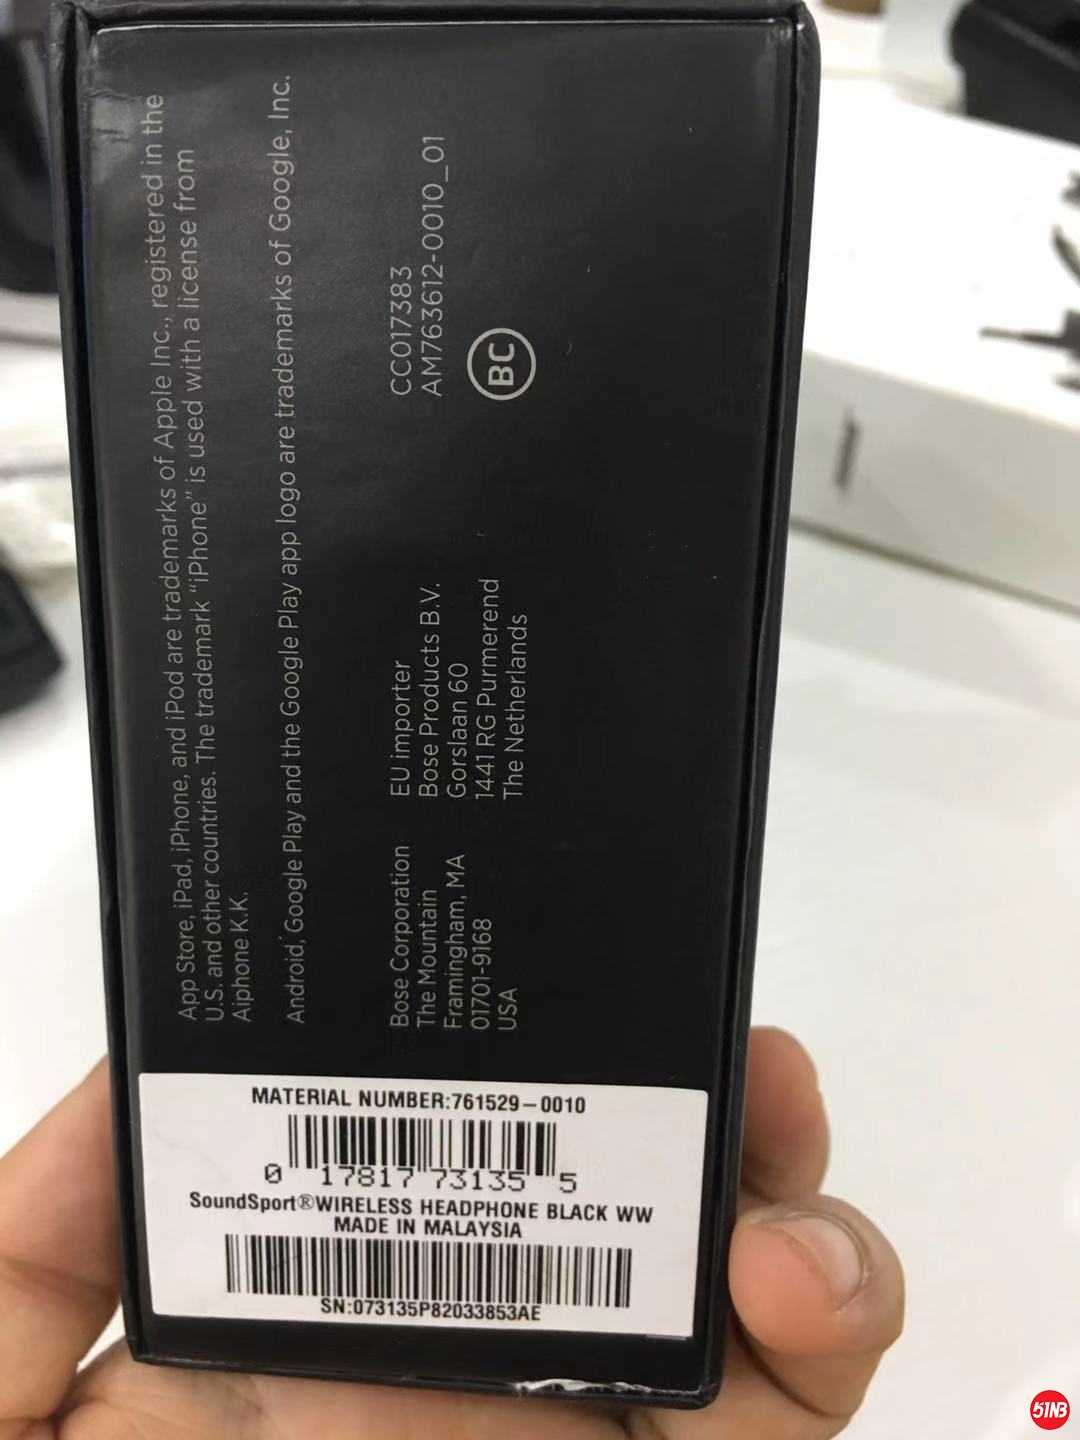 App Store, iPad, iPhone, and iPod are trademarks of Apple Inc., registered in the
U.S. and other countries. The trademark “iPhone” is used with a license from
Aiphone K.K.
Android, Google Play and the Google Play app logo are trademarks of Google, Inc.
Bose Corporation
The Mountain
Framingham, MA
01701-9168
USA
EU importer
Bose Products B.V.
Gorslaan 60
1441 RG Purmerend
The Netherlands
CC017383
AM763612-0010_01
BC
MATERIAL NUMBER:761529-0010
0 17817 73135 5
SoundSport®WIRELESS HEADPHONE BLACK WW
MADE IN MALAYSIA
SN:073135P82033853AE
51NB